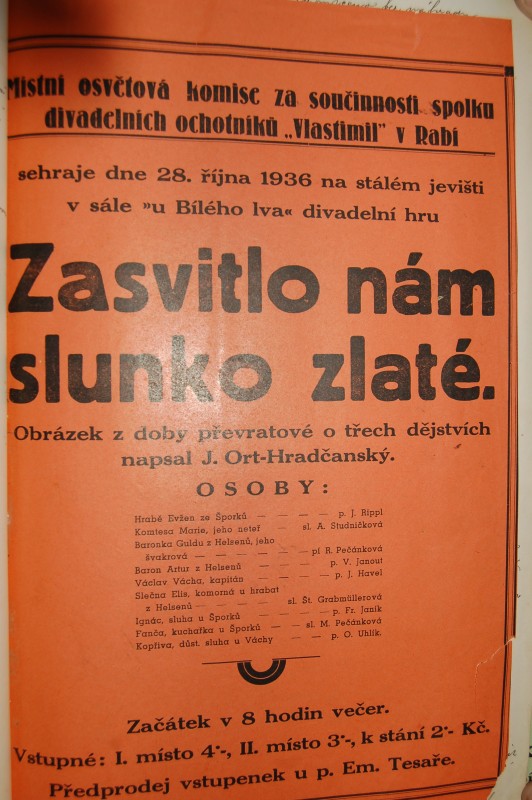 Místní osvětová komise za součinnosti spolku
divadelních ochotníků „Vlastimil" v Rabí
sehraje dne 28. října 1936 na stálém jevišti
v sále »u Bílého lva« divadelní hru
Zasvitlo nám
slunko zlaté.
Obrázek z doby převratové o třech dějstvích
napsal J. Ort-Hradčanský.
OSOBY:
Hrabě Evžen ze Šporků — — — — p. J. Rippl
Komtesa Marie, jeho neteř — sl. A. Studničková
Baronka Guldu z Helsenů, jeho
švakrová — — — — — — pí R. Pečánková
Baron Artur z Helsenů — — — p. V. Janout
Václav Vácha, kapitán — — — — p. J. Havel
Slečna Elis, komorná u hrabat
z Helsenů — — — — sl. Št. Grabmüllerová
Ignác, sluha u Šporků — — — — p. Fr. Janík
Fanča, kuchařka u Šporků — — sl. M. Pečánková
Kopřiva, důst. sluha u Váchy — — p. O. Uhlík.
Začátek v 8 hodin večer.
Vstupné: I. místo 4·-, II. místo 3·-, k stání 2·- Kč.
Předprodej vstupenek u p. Em. Tesaře.